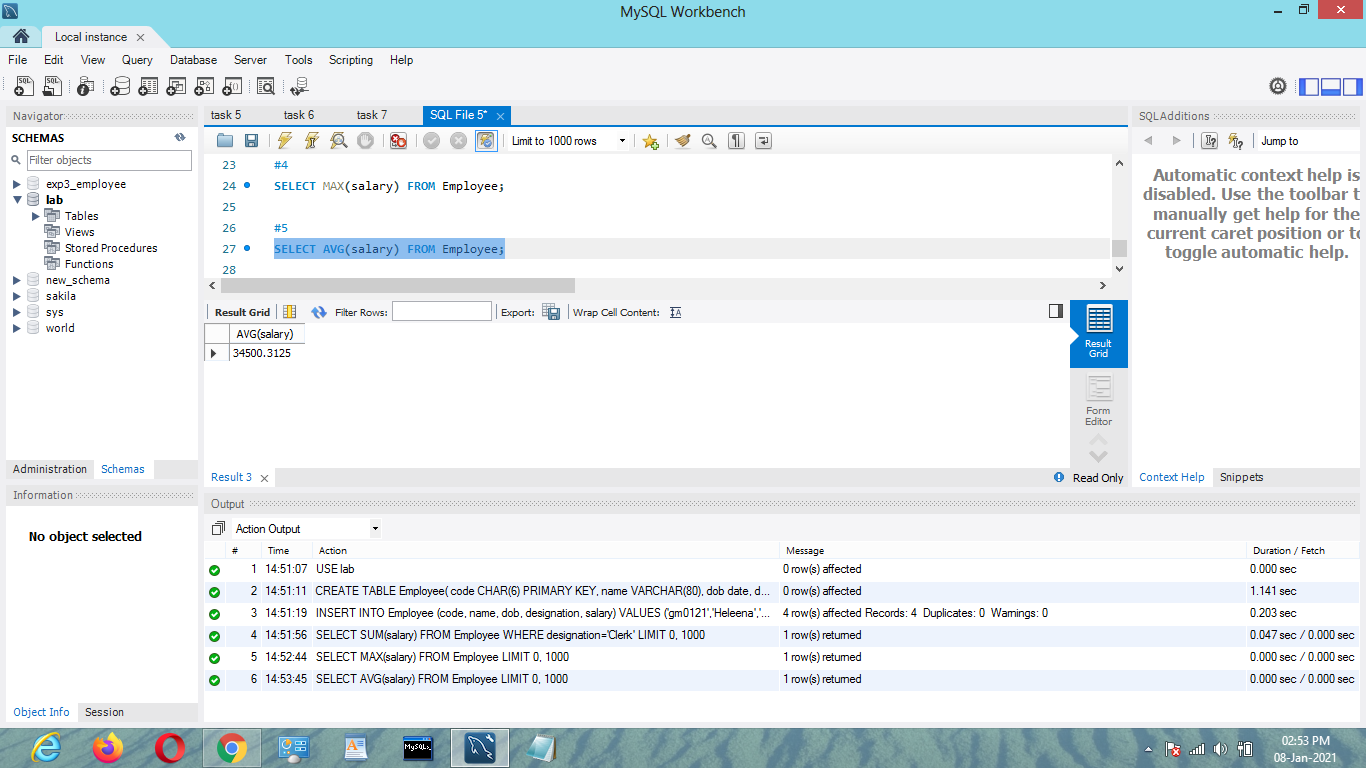 MySQL Workbench
Local instance
File Edit View Query Database Server Tools Scripting Help
Navigator
SCHEMAS
Filter objects
exp3_employee
lab
Tables
Views
Stored Procedures
Functions
new_schema
sakila
sys
world
Administration Schemas
Information
No object selected
Object Info Session
task 5 task 6 task 7 SQL File 5*
Limit to 1000 rows
23 #4
24 SELECT MAX(salary) FROM Employee;
25
26 #5
27 SELECT AVG(salary) FROM Employee;
28
Result Grid Filter Rows: Export: Wrap Cell Content:
AVG(salary)
34500.3125
Result
Grid
Form
Editor
Result 3 Read Only
SQLAdditions
Jump to
Automatic context help is
disabled. Use the toolbar t
manually get help for the
current caret position or to
toggle automatic help.
Context Help Snippets
Output
Action Output
# Time Action Message Duration / Fetch
1 14:51:07 USE lab 0 row(s) affected 0.000 sec
2 14:51:11 CREATE TABLE Employee( code CHAR(6) PRIMARY KEY, name VARCHAR(80), dob date, d... 0 row(s) affected 1.141 sec
3 14:51:19 INSERT INTO Employee (code, name, dob, designation, salary) VALUES ('gm0121','Heleena','... 4 row(s) affected Records: 4 Duplicates: 0 Warnings: 0 0.203 sec
4 14:51:56 SELECT SUM(salary) FROM Employee WHERE designation='Clerk' LIMIT 0, 1000 1 row(s) returned 0.047 sec / 0.000 sec
5 14:52:44 SELECT MAX(salary) FROM Employee LIMIT 0, 1000 1 row(s) returned 0.000 sec / 0.000 sec
6 14:53:45 SELECT AVG(salary) FROM Employee LIMIT 0, 1000 1 row(s) returned 0.000 sec / 0.000 sec
02:53 PM
08-Jan-2021